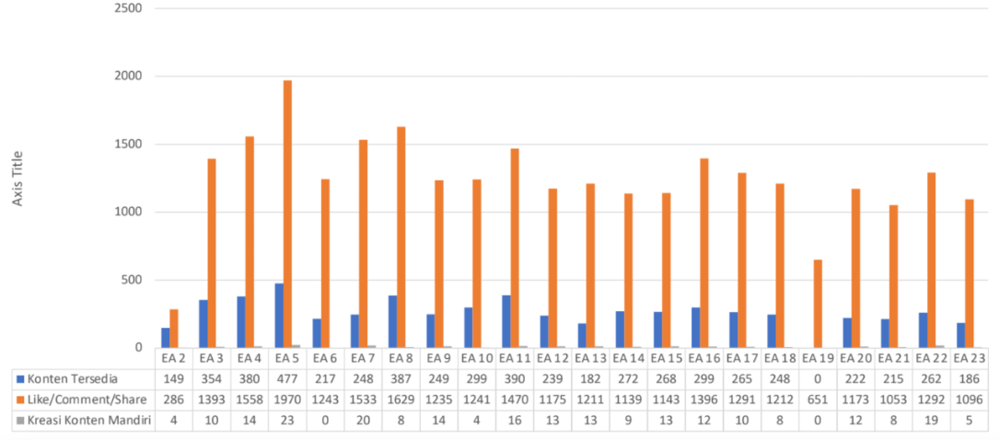 2500
2000
1500
1000
500
0
Axis Title
EA 2 EA 3 EA 4 EA 5 EA 6 EA 7 EA 8 EA 9 EA 10 EA 11 EA 12 EA 13 EA 14 EA 15 EA 16 EA 17 EA 18 EA 19 EA 20 EA 21 EA 22 EA 23
Konten Tersedia 149 354 380 477 217 248 387 249 299 390 239 182 272 268 299 265 248 0 222 215 262 186
Like/Comment/Share 286 1393 1558 1970 1243 1533 1629 1235 1241 1470 1175 1211 1139 1143 1396 1291 1212 651 1173 1053 1292 1096
Kreasi Konten Mandiri 4 10 14 23 0 20 8 14 4 16 13 13 9 13 12 10 8 0 12 8 19 5